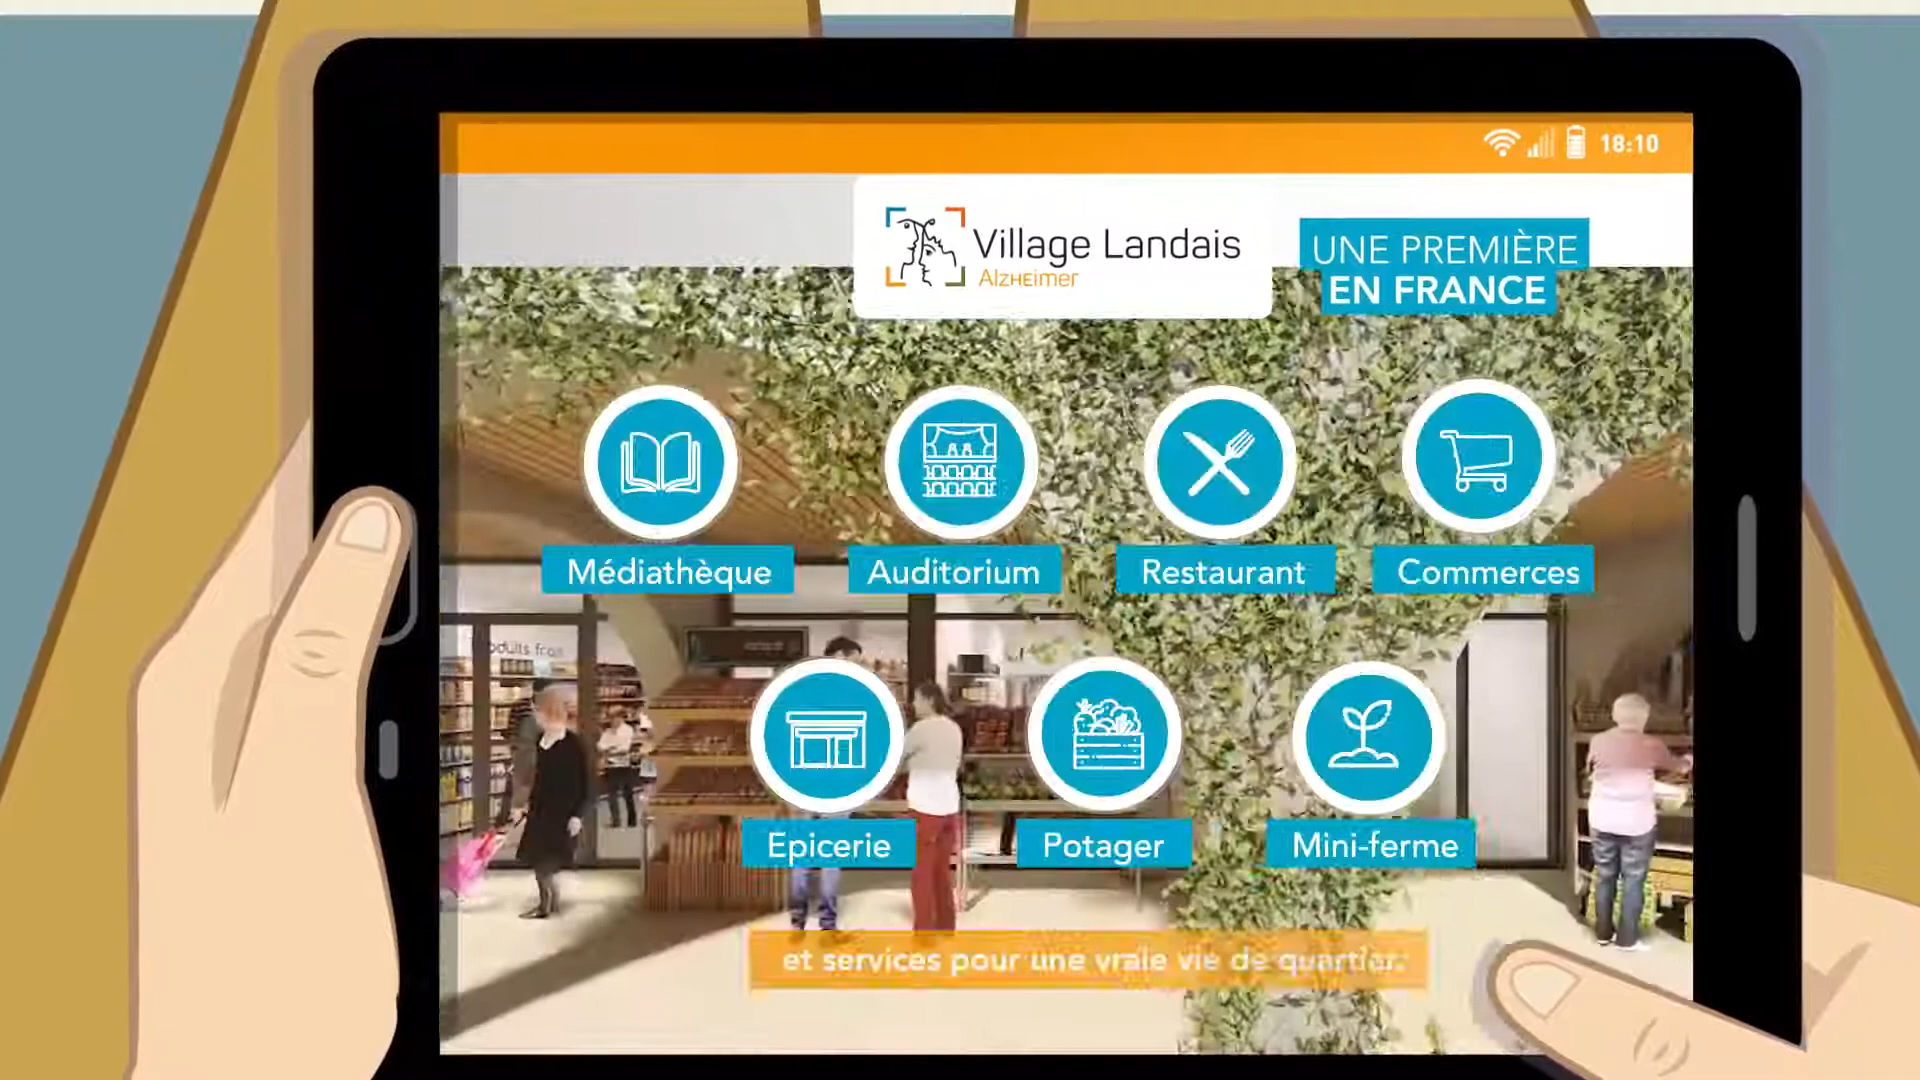 18:10
Village Landais
Alzheimer
UNE PREMIÈRE
EN FRANCE
Médiathèque
Auditorium
Restaurant
Commerces
Epicerie
Potager
Mini-ferme
et services pour une vraie vie de quartier.